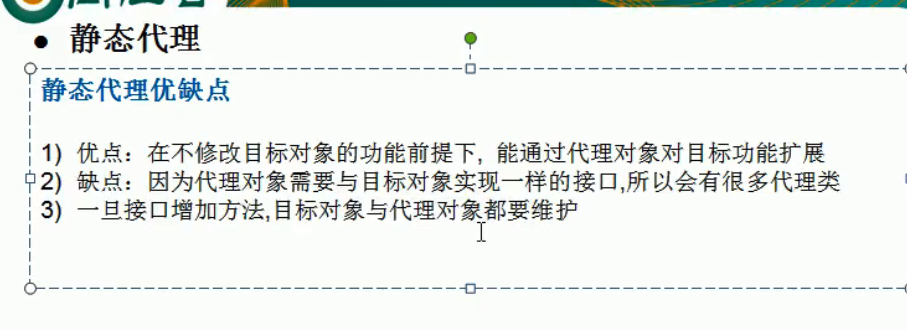 ● 静态代理
静态代理优缺点
1) 优点：在不修改目标对象的功能前提下, 能通过代理对象对目标功能扩展
2) 缺点：因为代理对象需要与目标对象实现一样的接口,所以会有很多代理类
3) 一旦接口增加方法,目标对象与代理对象都要维护